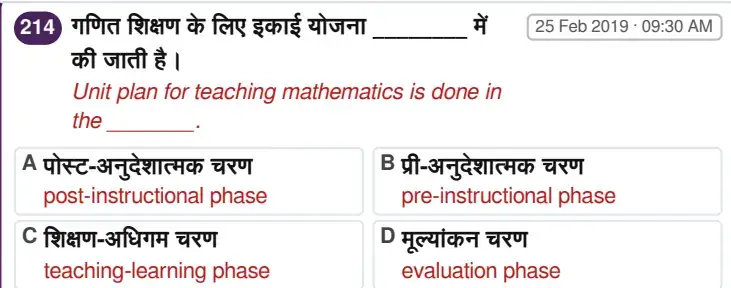 214 गणित शिक्षण के लिए इकाई योजना ________ में
25 Feb 2019 · 09:30 AM
की जाती है।
Unit plan for teaching mathematics is done in
the ________.
A पोस्ट-अनुदेशात्मक चरण
post-instructional phase
B प्री-अनुदेशात्मक चरण
pre-instructional phase
C शिक्षण-अधिगम चरण
teaching-learning phase
D मूल्यांकन चरण
evaluation phase